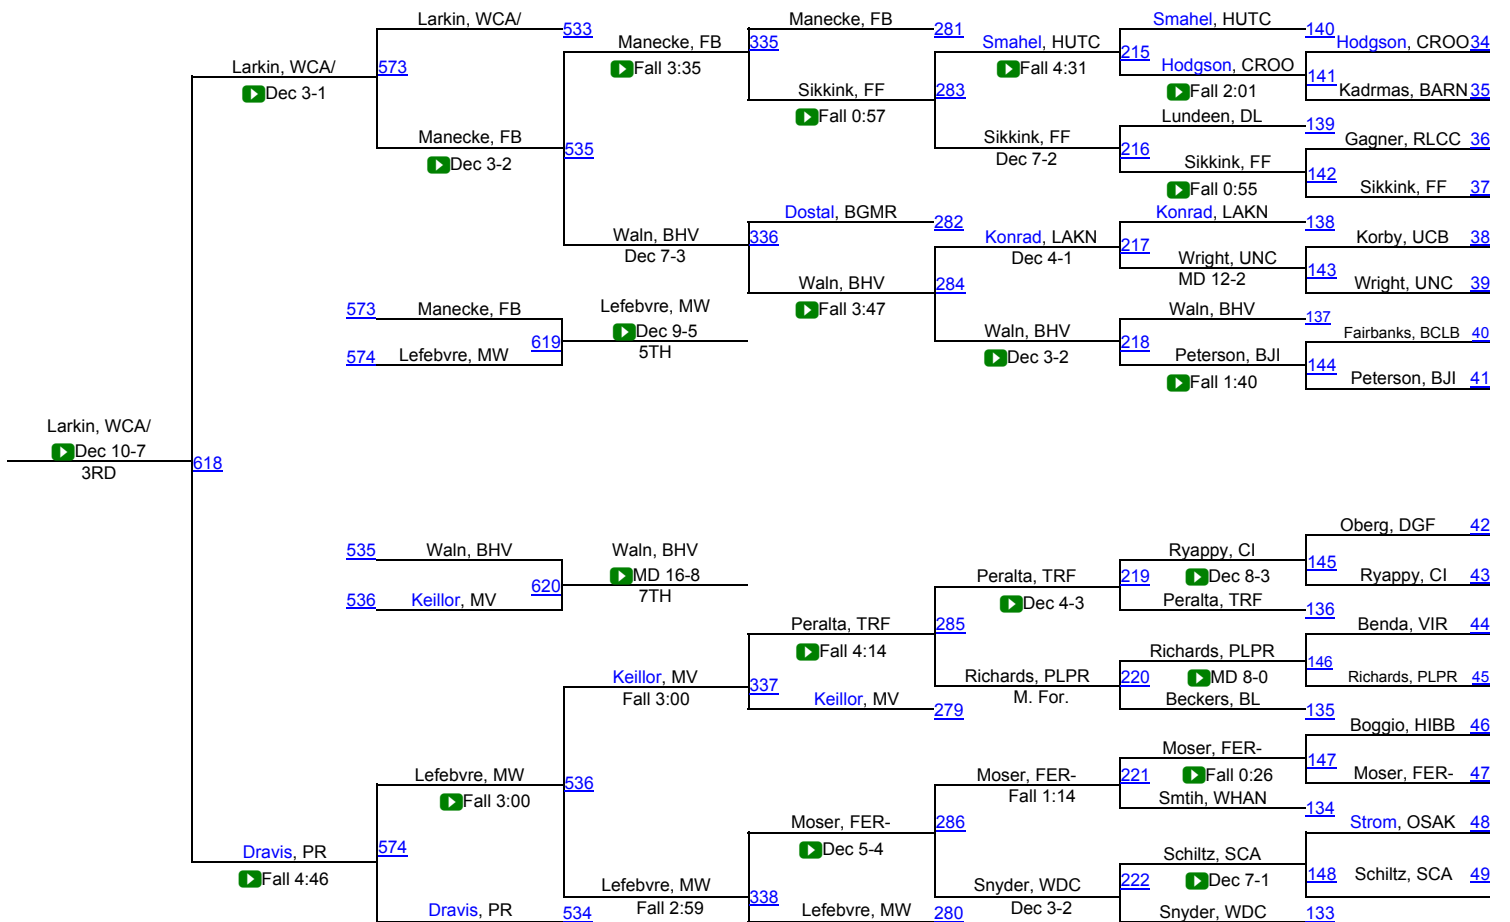 Larkin, WCA/
533
573
Larkin, WCA/
Dec 3-1
Manecke, FB
Dec 3-2
535
Manecke, FB
Fall 3:35
335
Manecke, FB
281
Sikkink, FF
Fall 0:57
283
Smahel, HUTC
Fall 4:31
215
Smahel, HUTC
140
Hodgson, CROO
Fall 2:01
141
Hodgson, CROO 34
Kadrmas, BARN 35
Sikkink, FF
Dec 7-2
216
Lundeen, DL
139
Sikkink, FF
Fall 0:55
142
Gagner, RLCC 36
Sikkink, FF 37
Waln, BHV
Dec 7-3
336
Dostal, BGMR
282
Waln, BHV
Fall 3:47
284
Konrad, LAKN
Dec 4-1
217
Konrad, LAKN
138
Wright, UNC
MD 12-2
143
Korby, UCB 38
Wright, UNC 39
Waln, BHV
Dec 3-2
218
Waln, BHV
137
Peterson, BJI
Fall 1:40
144
Fairbanks, BCLB 40
Peterson, BJI 41
573 Manecke, FB
574 Lefebvre, MW
619
Lefebvre, MW
Dec 9-5
5TH
Larkin, WCA/
Dec 10-7
3RD
618
535 Waln, BHV
536 Keillor, MV
620
Waln, BHV
MD 16-8
7TH
Peralta, TRF
Fall 4:14
285
Peralta, TRF
Dec 4-3
219
Ryappy, CI
Dec 8-3
145
Oberg, DGF 42
Ryappy, CI 43
Peralta, TRF
136
Keillor, MV
Fall 3:00
337
Keillor, MV
279
Richards, PLPR
M. For.
220
Richards, PLPR
MD 8-0
146
Benda, VIR 44
Richards, PLPR 45
Beckers, BL
135
Lefebvre, MW
Fall 3:00
536
Moser, FER-
Dec 5-4
286
Moser, FER-
Fall 1:14
221
Moser, FER-
Fall 0:26
147
Boggio, HIBB 46
Moser, FER- 47
Smtih, WHAN
134
Dravis, PR
Fall 4:46
574
Dravis, PR
534
Lefebvre, MW
Fall 2:59
338
Lefebvre, MW
280
Snyder, WDC
Dec 3-2
222
Schiltz, SCA
Dec 7-1
148
Strom, OSAK 48
Schiltz, SCA 49
Snyder, WDC
133